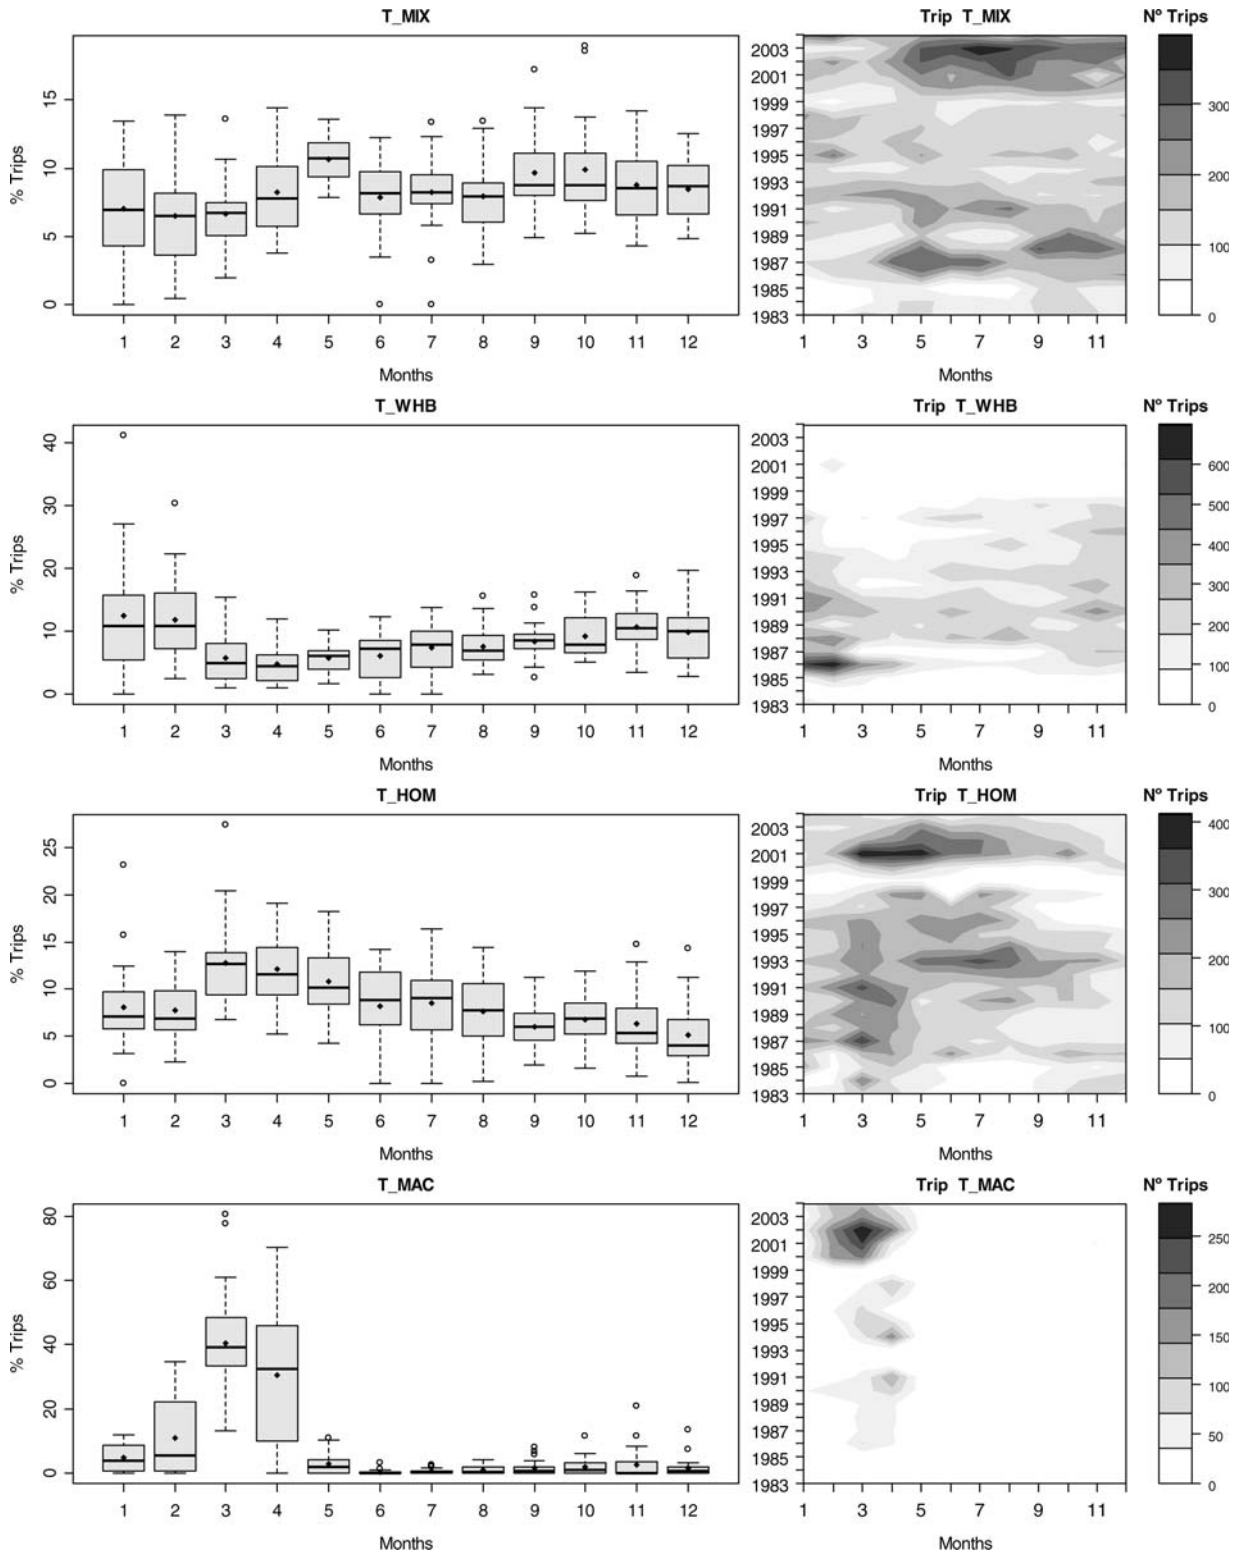 T_MIX
Trip T_MIX
Nº Trips
% Trips
0
5
10
15
1 2 3 4 5 6 7 8 9 10 11 12
Months
2003
2001
1999
1997
1995
1993
1991
1989
1987
1985
1983
1 3 5 7 9 11
Months
300
200
100
0
T_WHB
Trip T_WHB
Nº Trips
% Trips
0
10
20
30
40
1 2 3 4 5 6 7 8 9 10 11 12
Months
2003
2001
1999
1997
1995
1993
1991
1989
1987
1985
1983
1 3 5 7 9 11
Months
600
500
400
300
200
100
0
T_HOM
Trip T_HOM
Nº Trips
% Trips
0
5
10
15
20
25
1 2 3 4 5 6 7 8 9 10 11 12
Months
2003
2001
1999
1997
1995
1993
1991
1989
1987
1985
1983
1 3 5 7 9 11
Months
400
300
200
100
0
T_MAC
Trip T_MAC
Nº Trips
% Trips
0
20
40
60
80
1 2 3 4 5 6 7 8 9 10 11 12
Months
2003
2001
1999
1997
1995
1993
1991
1989
1987
1985
1983
1 3 5 7 9 11
Months
250
200
150
100
50
0